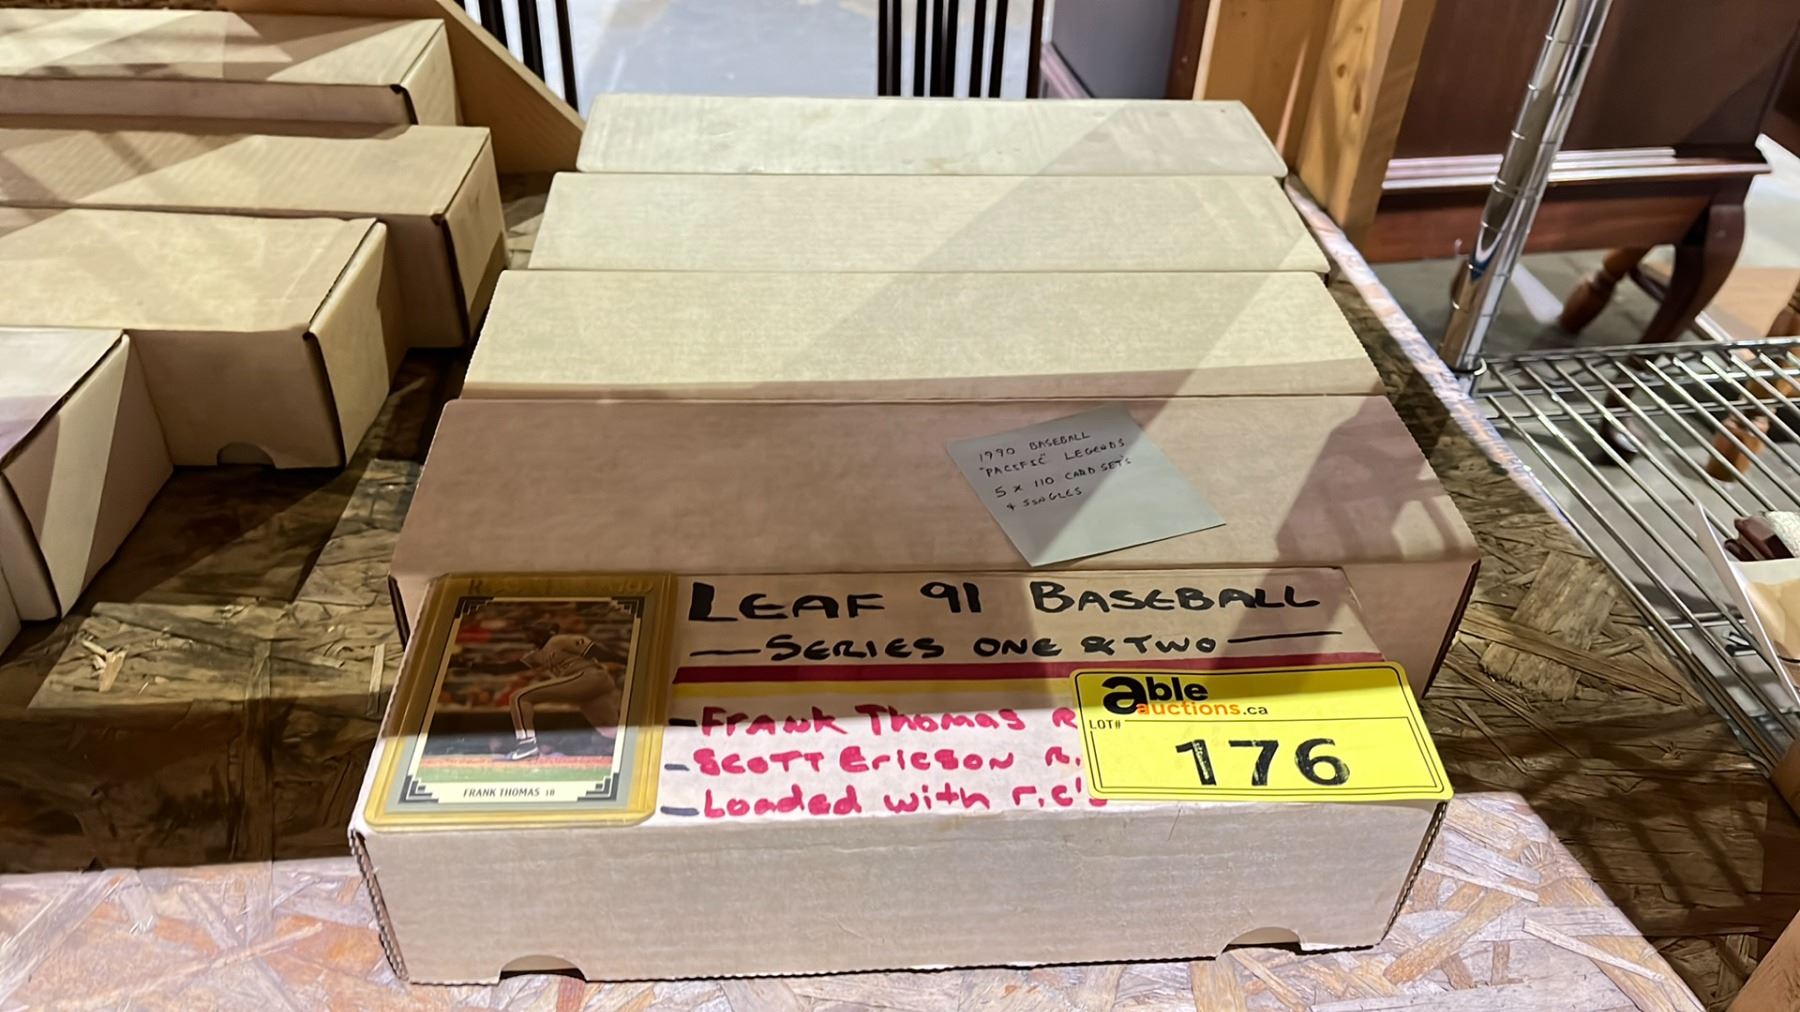 1990 BASEBALL
"PACIFIC" LEGENDS
5 x 110 CARD SETS
& SINGLES
LEAF 91 BASEBALL
— SERIES ONE & TWO —
- Frank Thomas R
- Scott Ericson R.
- Loaded with r.c's
able
auctions.ca
LOT#
176
FRANK THOMAS 1B